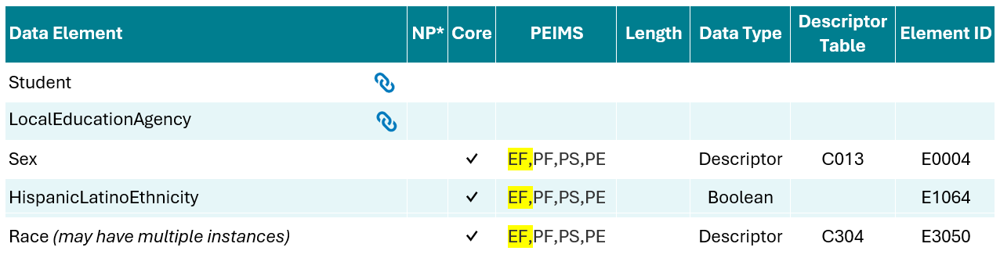 Data Element NP* Core PEIMS Length Data Type Descriptor Table Element ID
Student
LocalEducationAgency
Sex ✓ EF,PF,PS,PE Descriptor C013 E0004
HispanicLatinoEthnicity ✓ EF,PF,PS,PE Boolean E1064
Race (may have multiple instances) ✓ EF,PF,PS,PE Descriptor C304 E3050